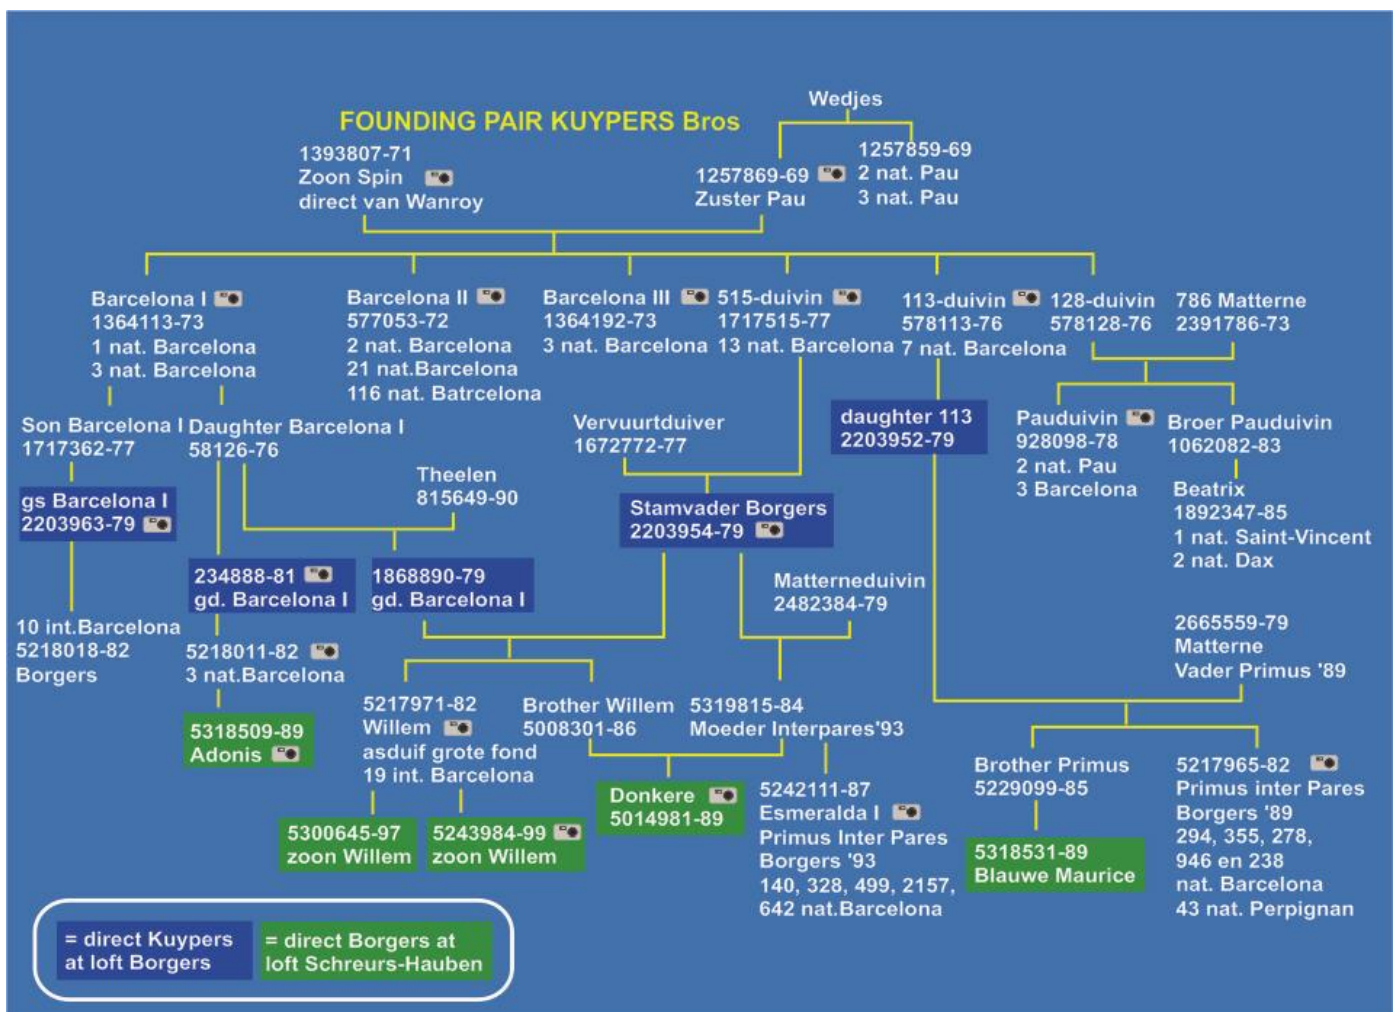 Wedjes
FOUNDING PAIR KUYPERS Bros
1393807-71
Zoon Spin
direct van Wanroy
1257869-69
Zuster Pau
1257859-69
2 nat. Pau
3 nat. Pau
Barcelona I
1364113-73
1 nat. Barcelona
3 nat. Barcelona
Barcelona II
577053-72
2 nat. Barcelona
21 nat.Barcelona
116 nat. Batrcelona
Barcelona III
1364192-73
3 nat. Barcelona
515-duivin
1717515-77
13 nat. Barcelona
113-duivin
578113-76
7 nat. Barcelona
128-duivin
578128-76
786 Matterne
2391786-73
Son Barcelona I
1717362-77
Daughter Barcelona I
58126-76
Theelen
815649-90
Vervuurtduiver
1672772-77
daughter 113
2203952-79
Pauduivin
928098-78
2 nat. Pau
3 Barcelona
Broer Pauduivin
1062082-83
Beatrix
1892347-85
1 nat. Saint-Vincent
2 nat. Dax
gs Barcelona I
2203963-79
Stamvader Borgers
2203954-79
234888-81
gd. Barcelona I
1868890-79
gd. Barcelona I
Matterneduivin
2482384-79
10 int.Barcelona
5218018-82
Borgers
5218011-82
3 nat.Barcelona
2665559-79
Matterne
Vader Primus '89
5318509-89
Adonis
5217971-82
Willem
asduif grote fond
19 int. Barcelona
Brother Willem
5008301-86
5319815-84
Moeder Interpares'93
5300645-97
zoon Willem
5243984-99
zoon Willem
Donkere
5014981-89
5242111-87
Esmeralda I
Primus Inter Pares
Borgers '93
140, 328, 499, 2157,
642 nat.Barcelona
Brother Primus
5229099-85
5318531-89
Blauwe Maurice
5217965-82
Primus inter Pares
Borgers '89
294, 355, 278,
946 en 238
nat. Barcelona
43 nat. Perpignan
= direct Kuypers
at loft Borgers
= direct Borgers at
loft Schreurs-Hauben